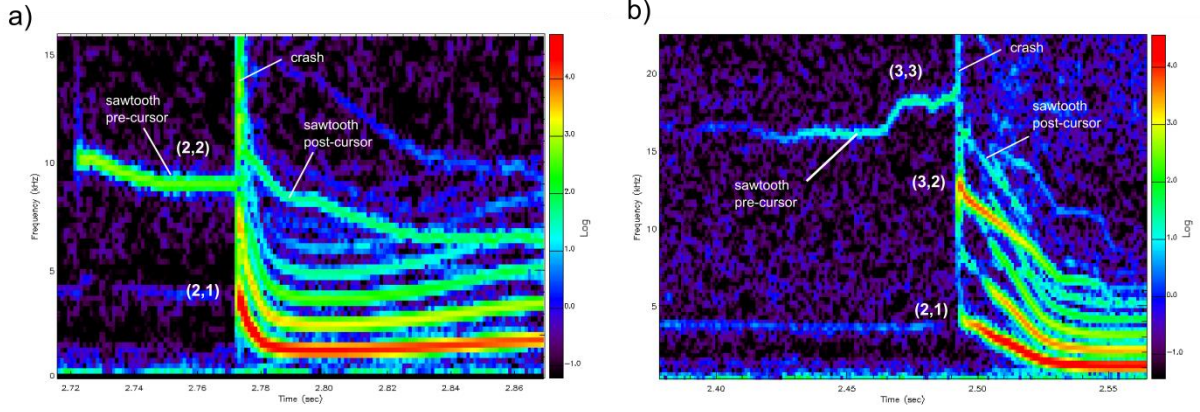 a)
15
10
5
0
Frequency (kHz)
crash
sawtooth
pre-cursor
(2,2)
sawtooth
post-cursor
(2,1)
2.72
2.74
2.76
2.78
2.80
2.82
2.84
2.86
Time (sec)
4.0
3.0
2.0
1.0
0.0
-1.0
Log
b)
20
15
10
5
Frequency (kHz)
crash
(3,3)
sawtooth
post-cursor
sawtooth
pre-cursor
(3,2)
(2,1)
2.40
2.45
2.50
2.55
Time (sec)
4.0
3.0
2.0
1.0
0.0
-1.0
Log